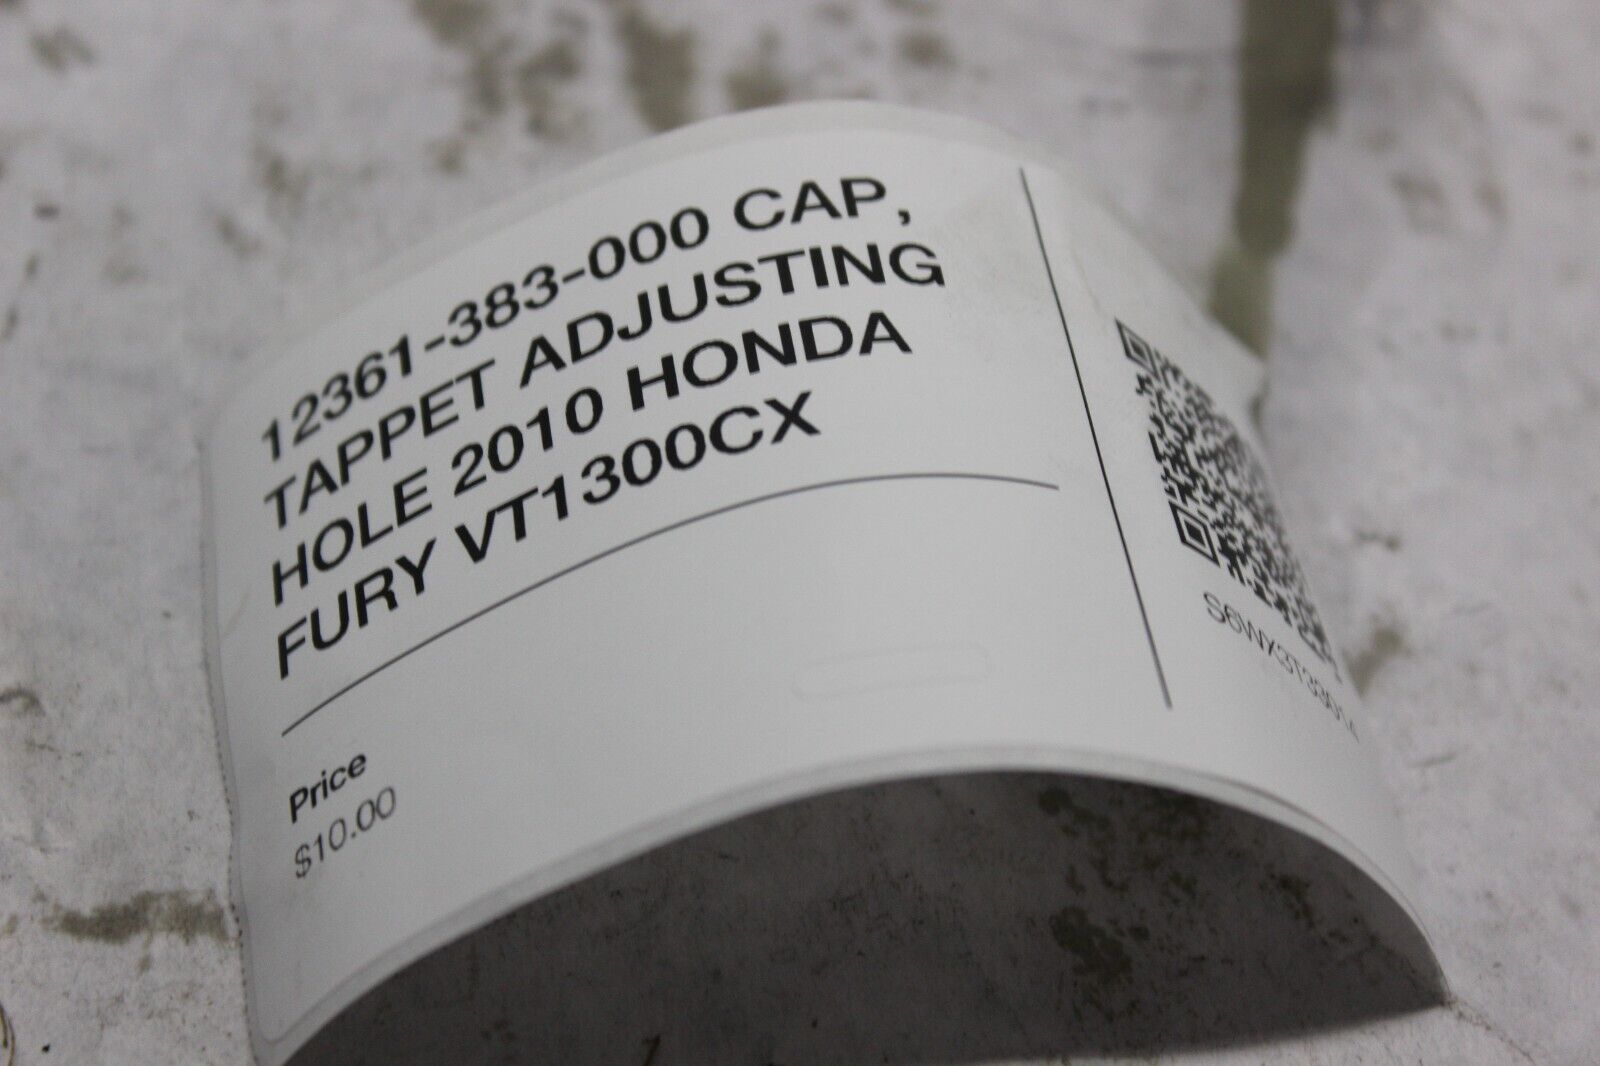 12361-383-000 CAP,
TAPPET ADJUSTING
HOLE 2010 HONDA
FURY VT1300CX
Price
$10.00